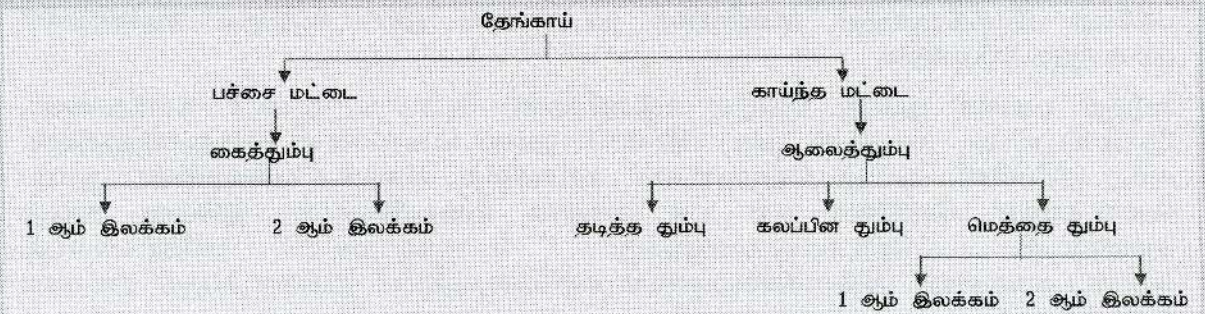 தேங்காய்
பச்சை மட்டை காய்ந்த மட்டை
கைத்தும்பு ஆலைத்தும்பு
1 ஆம் இலக்கம் 2 ஆம் இலக்கம் தடித்த தும்பு கலப்பின தும்பு மெத்தை தும்பு
1 ஆம் இலக்கம் 2 ஆம் இலக்கம்